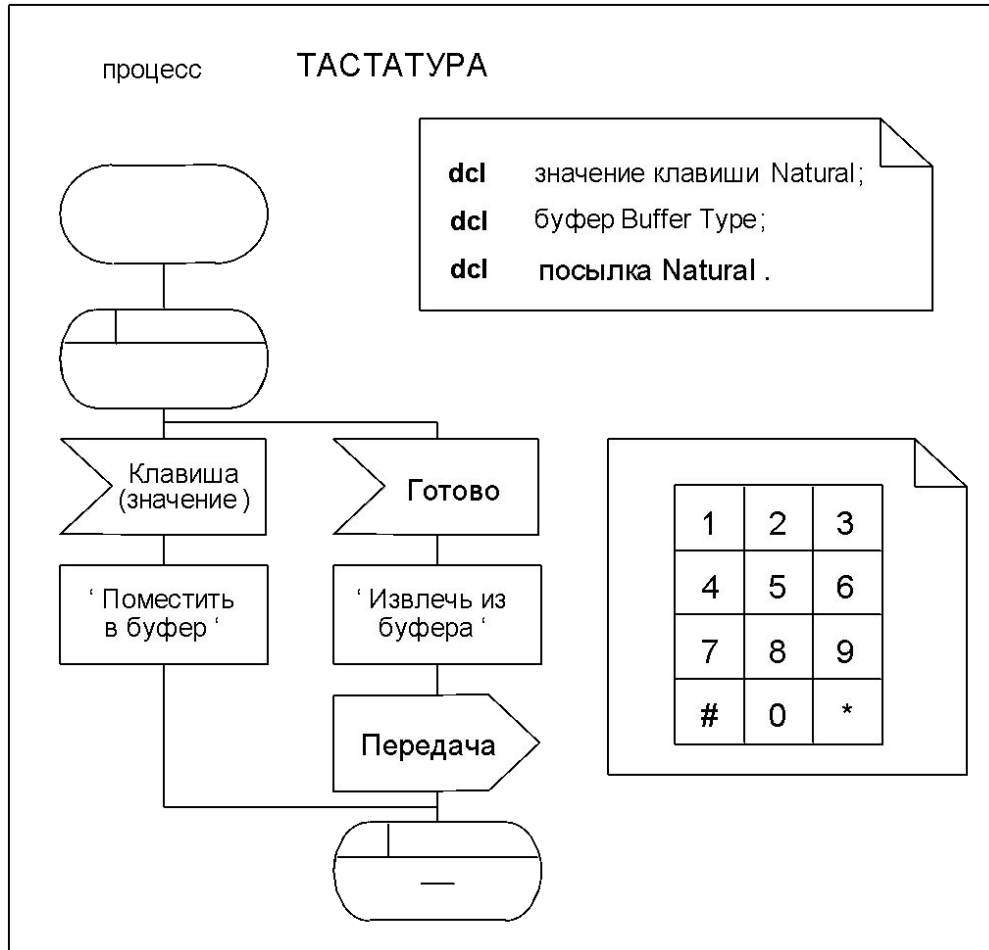 процесс ТАСТАТУРА
dcl значение клавиши Natural;
dcl буфер Buffer Type;
dcl посылка Natural .
Клавиша
(значение)
Готово
‘ Поместить
в буфер ‘
‘ Извлечь из
буфера ‘
Передача
1 2 3
4 5 6
7 8 9
# 0 *